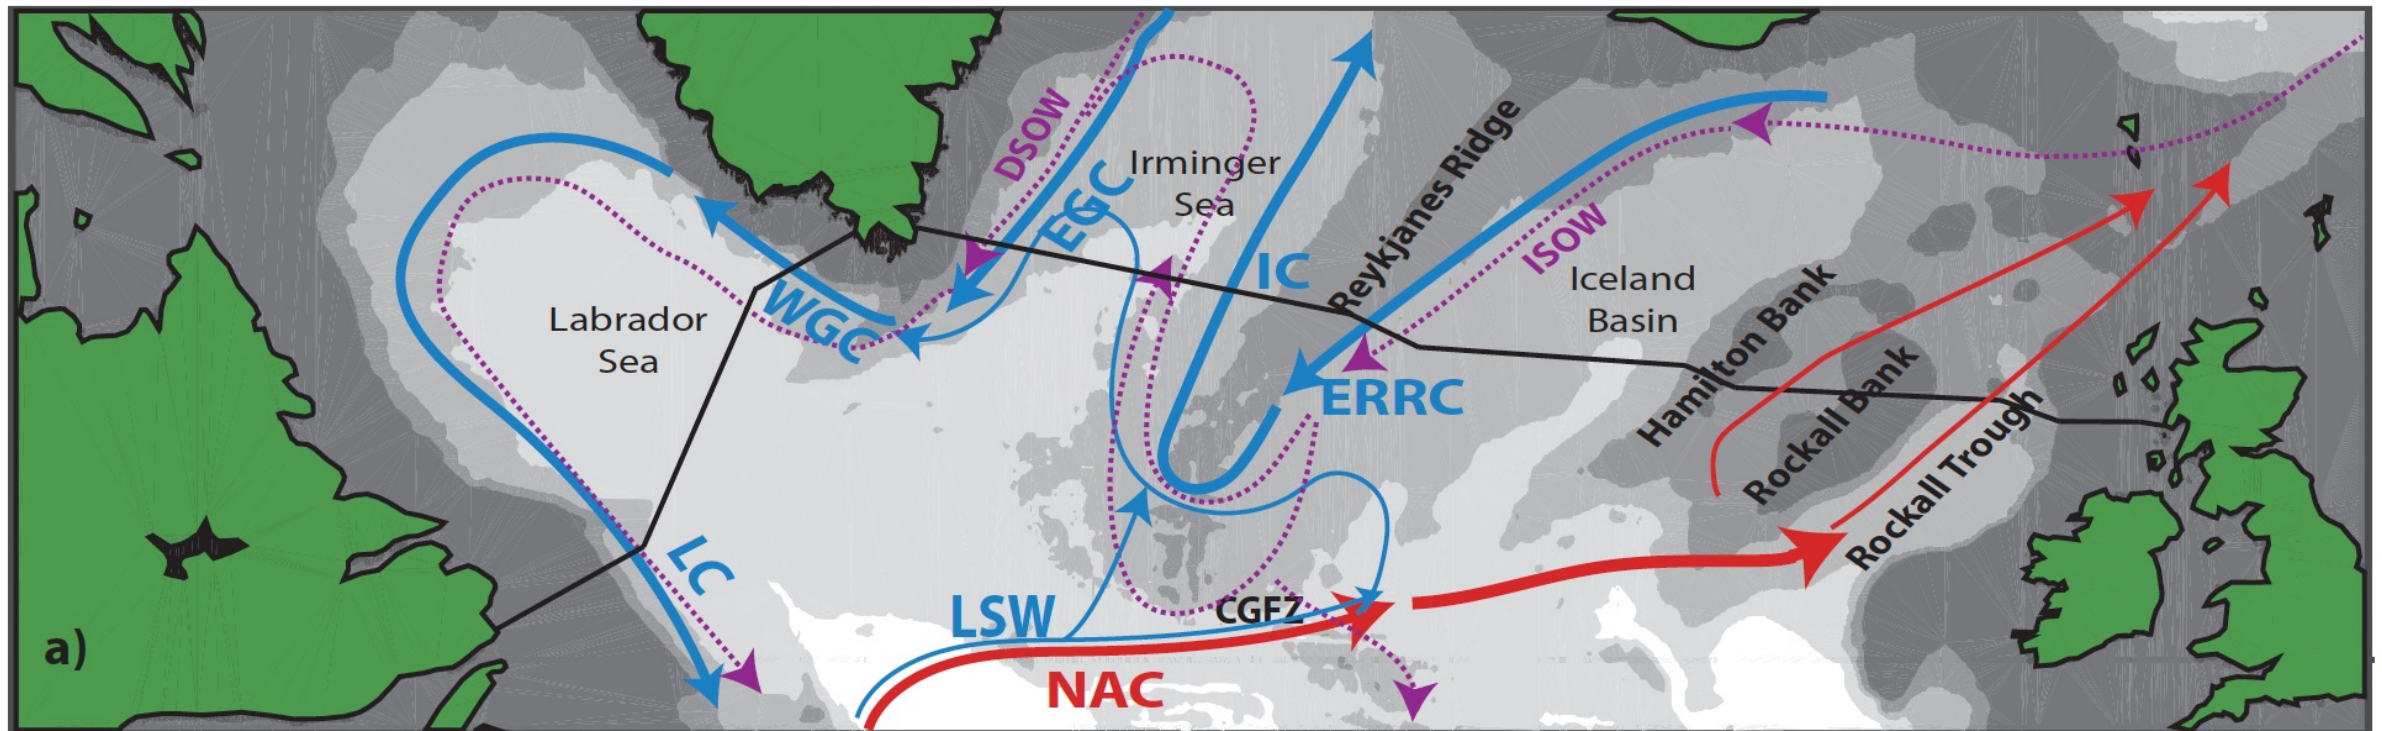 DSOW
EGC
Irminger
Sea
IC
Reykjanes Ridge
ISOW
Iceland
Basin
Labrador
Sea
WGC
ERRC
Hamilton Bank
Rockall Bank
Rockall Trough
LC
LSW
CGFZ
NAC
a)